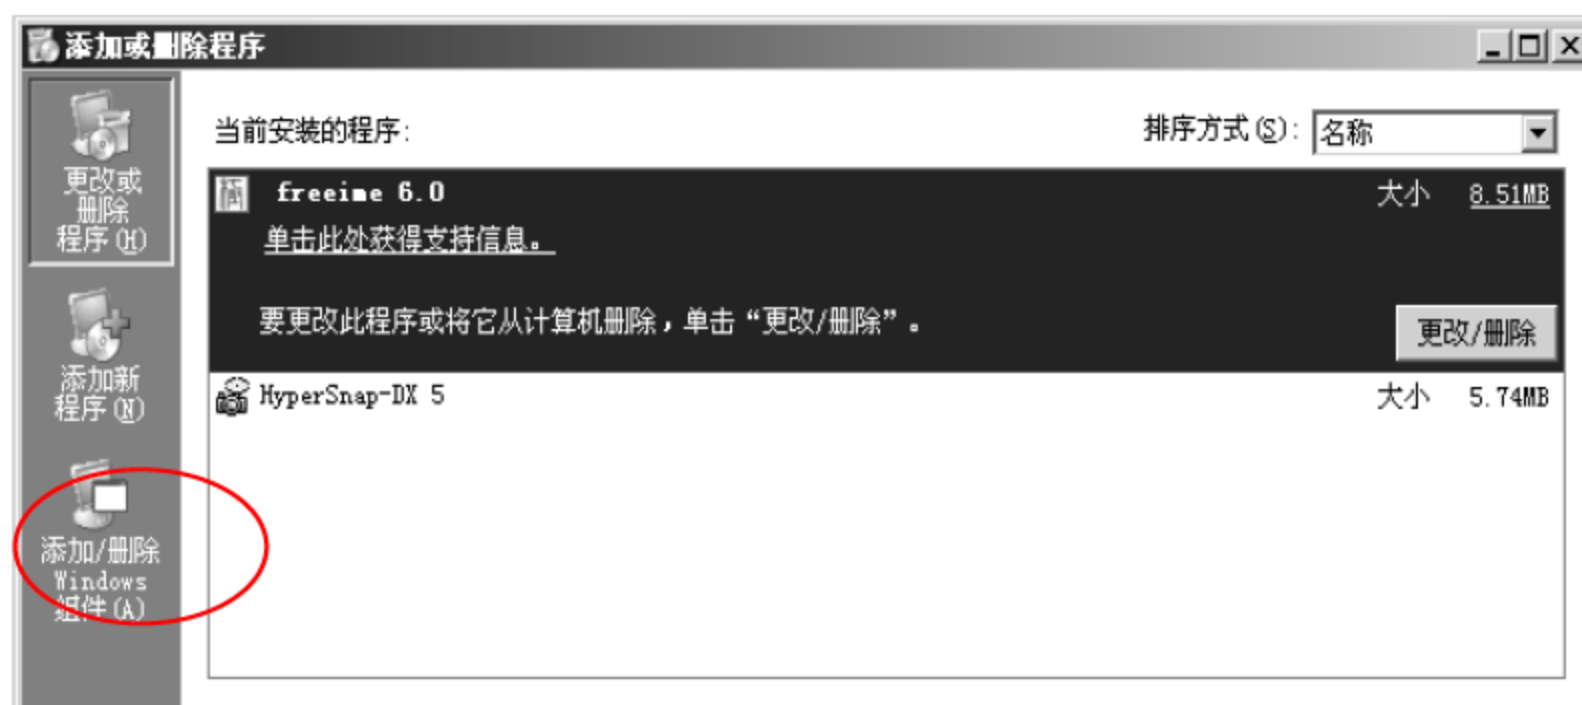 添加或删除程序
更改或
删除
程序(H)
添加新
程序(N)
添加/删除
Windows
组件(A)
当前安装的程序:
排序方式(S): 名称
freeime 6.0 大小 8.51MB
单击此处获得支持信息。
要更改此程序或将它从计算机删除，单击“更改/删除”。
更改/删除
HyperSnap-DX 5 大小 5.74MB